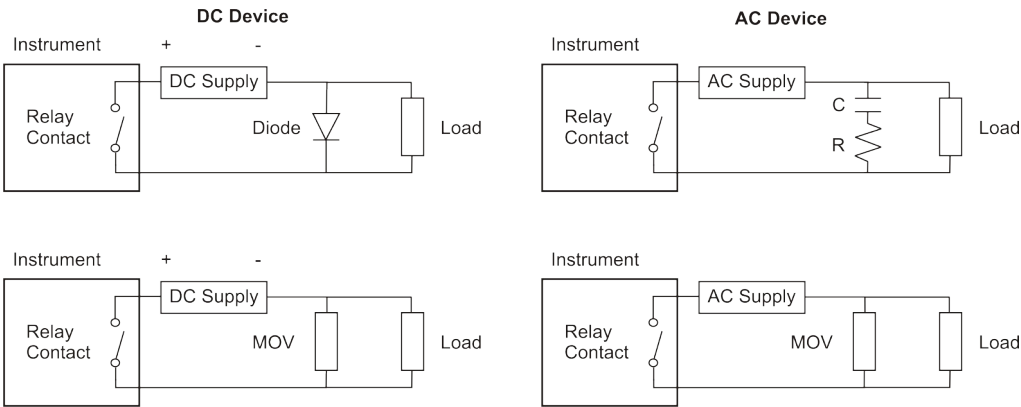 DC Device
Instrument + -
DC Supply
Relay
Contact
Diode
Load
AC Device
Instrument
AC Supply
Relay
Contact
C
R
Load
Instrument + -
DC Supply
Relay
Contact
MOV
Load
Instrument
AC Supply
Relay
Contact
MOV
Load